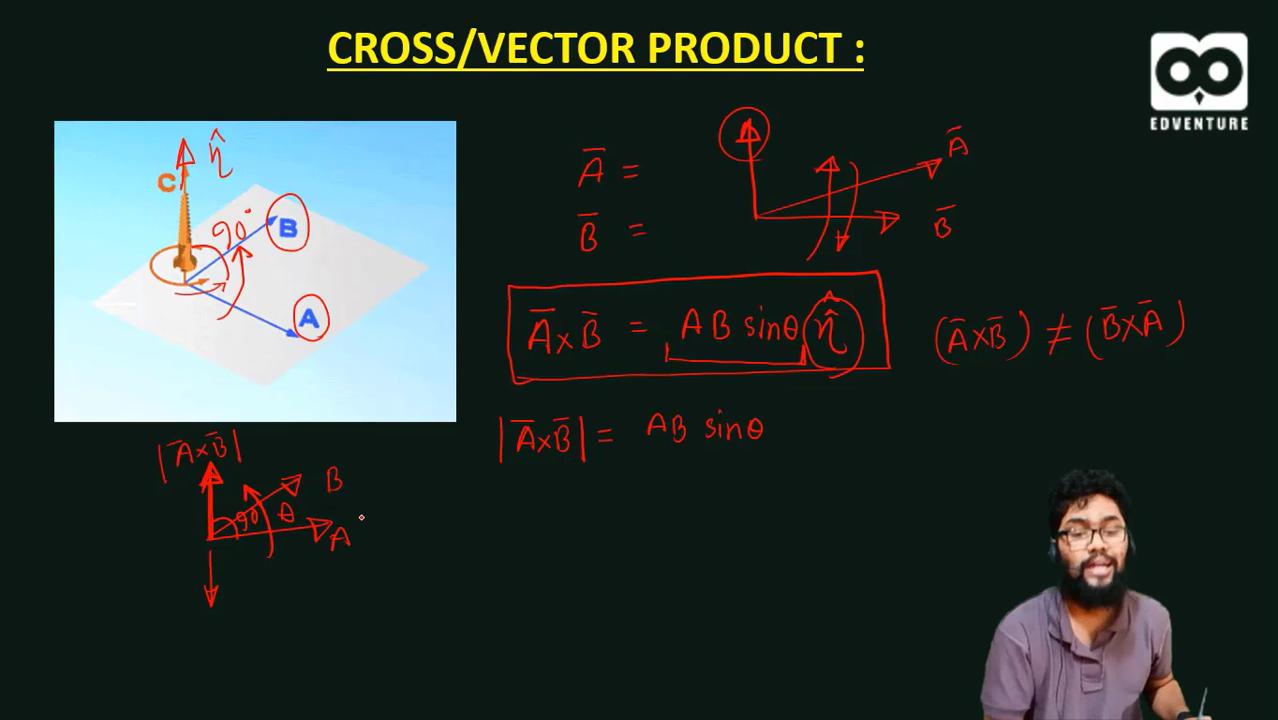 CROSS/VECTOR PRODUCT :
EDVENTURE
η̂
C
90°
B
A
A̅ =
B̅ =
A̅
B̅
A̅ × B̅ = AB sinθ η̂
(A̅×B̅) ≠ (B̅×A̅)
|A̅×B̅| = AB sinθ
|A̅×B̅|
B
90 θ
A